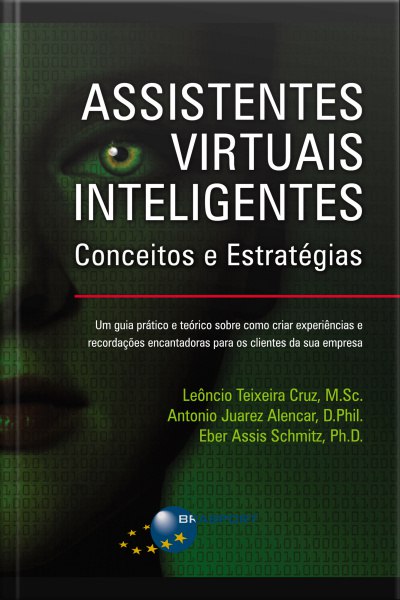 ASSISTENTES
VIRTUAIS
INTELIGENTES
Conceitos e Estratégias
Um guia prático e teórico sobre como criar experiências e
recordações encantadoras para os clientes da sua empresa
Leôncio Teixeira Cruz, M.Sc.
Antonio Juarez Alencar, D.Phil.
Eber Assis Schmitz, Ph.D.
BRASPORT